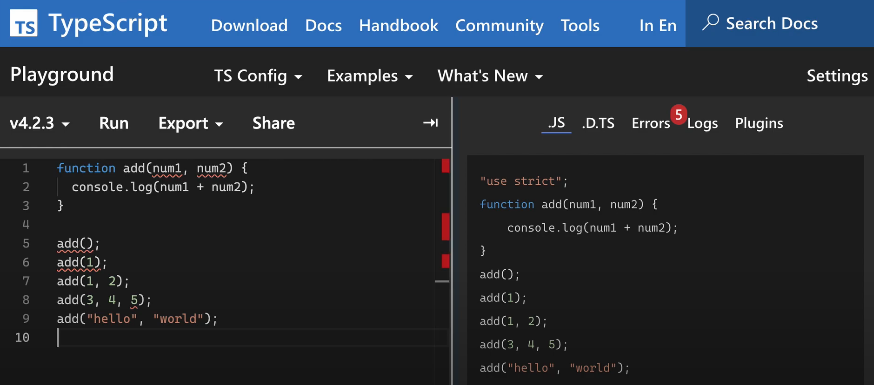 TS TypeScript Download Docs Handbook Community Tools In En Search Docs
Playground TS Config Examples What's New Settings
v4.2.3 Run Export Share
1 function add(num1, num2) {
2 console.log(num1 + num2);
3 }
4
5 add();
6 add(1);
7 add(1, 2);
8 add(3, 4, 5);
9 add("hello", "world");
10
.JS .D.TS Errors 5 Logs Plugins
"use strict";
function add(num1, num2) {
console.log(num1 + num2);
}
add();
add(1);
add(1, 2);
add(3, 4, 5);
add("hello", "world");